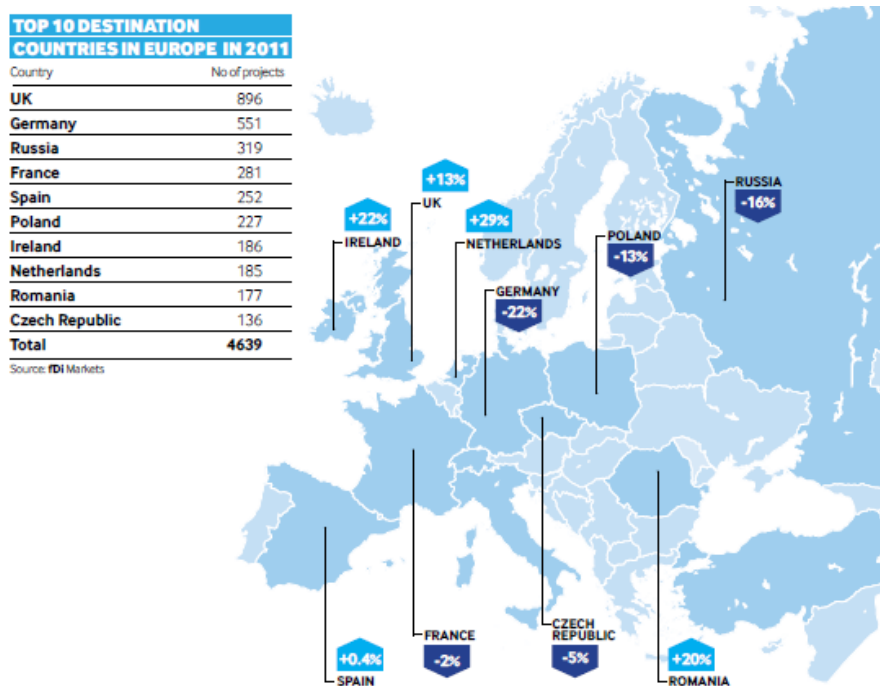 TOP 10 DESTINATION
COUNTRIES IN EUROPE IN 2011
Country No of projects
UK 896
Germany 551
Russia 319
France 281
Spain 252
Poland 227
Ireland 186
Netherlands 185
Romania 177
Czech Republic 136
Total 4639
Source: fDi Markets
+13%
UK
+22%
IRELAND
+29%
NETHERLANDS
POLAND
-13%
RUSSIA
-16%
GERMANY
-22%
+0.4%
SPAIN
FRANCE
-2%
CZECH
REPUBLIC
-5%
+20%
ROMANIA